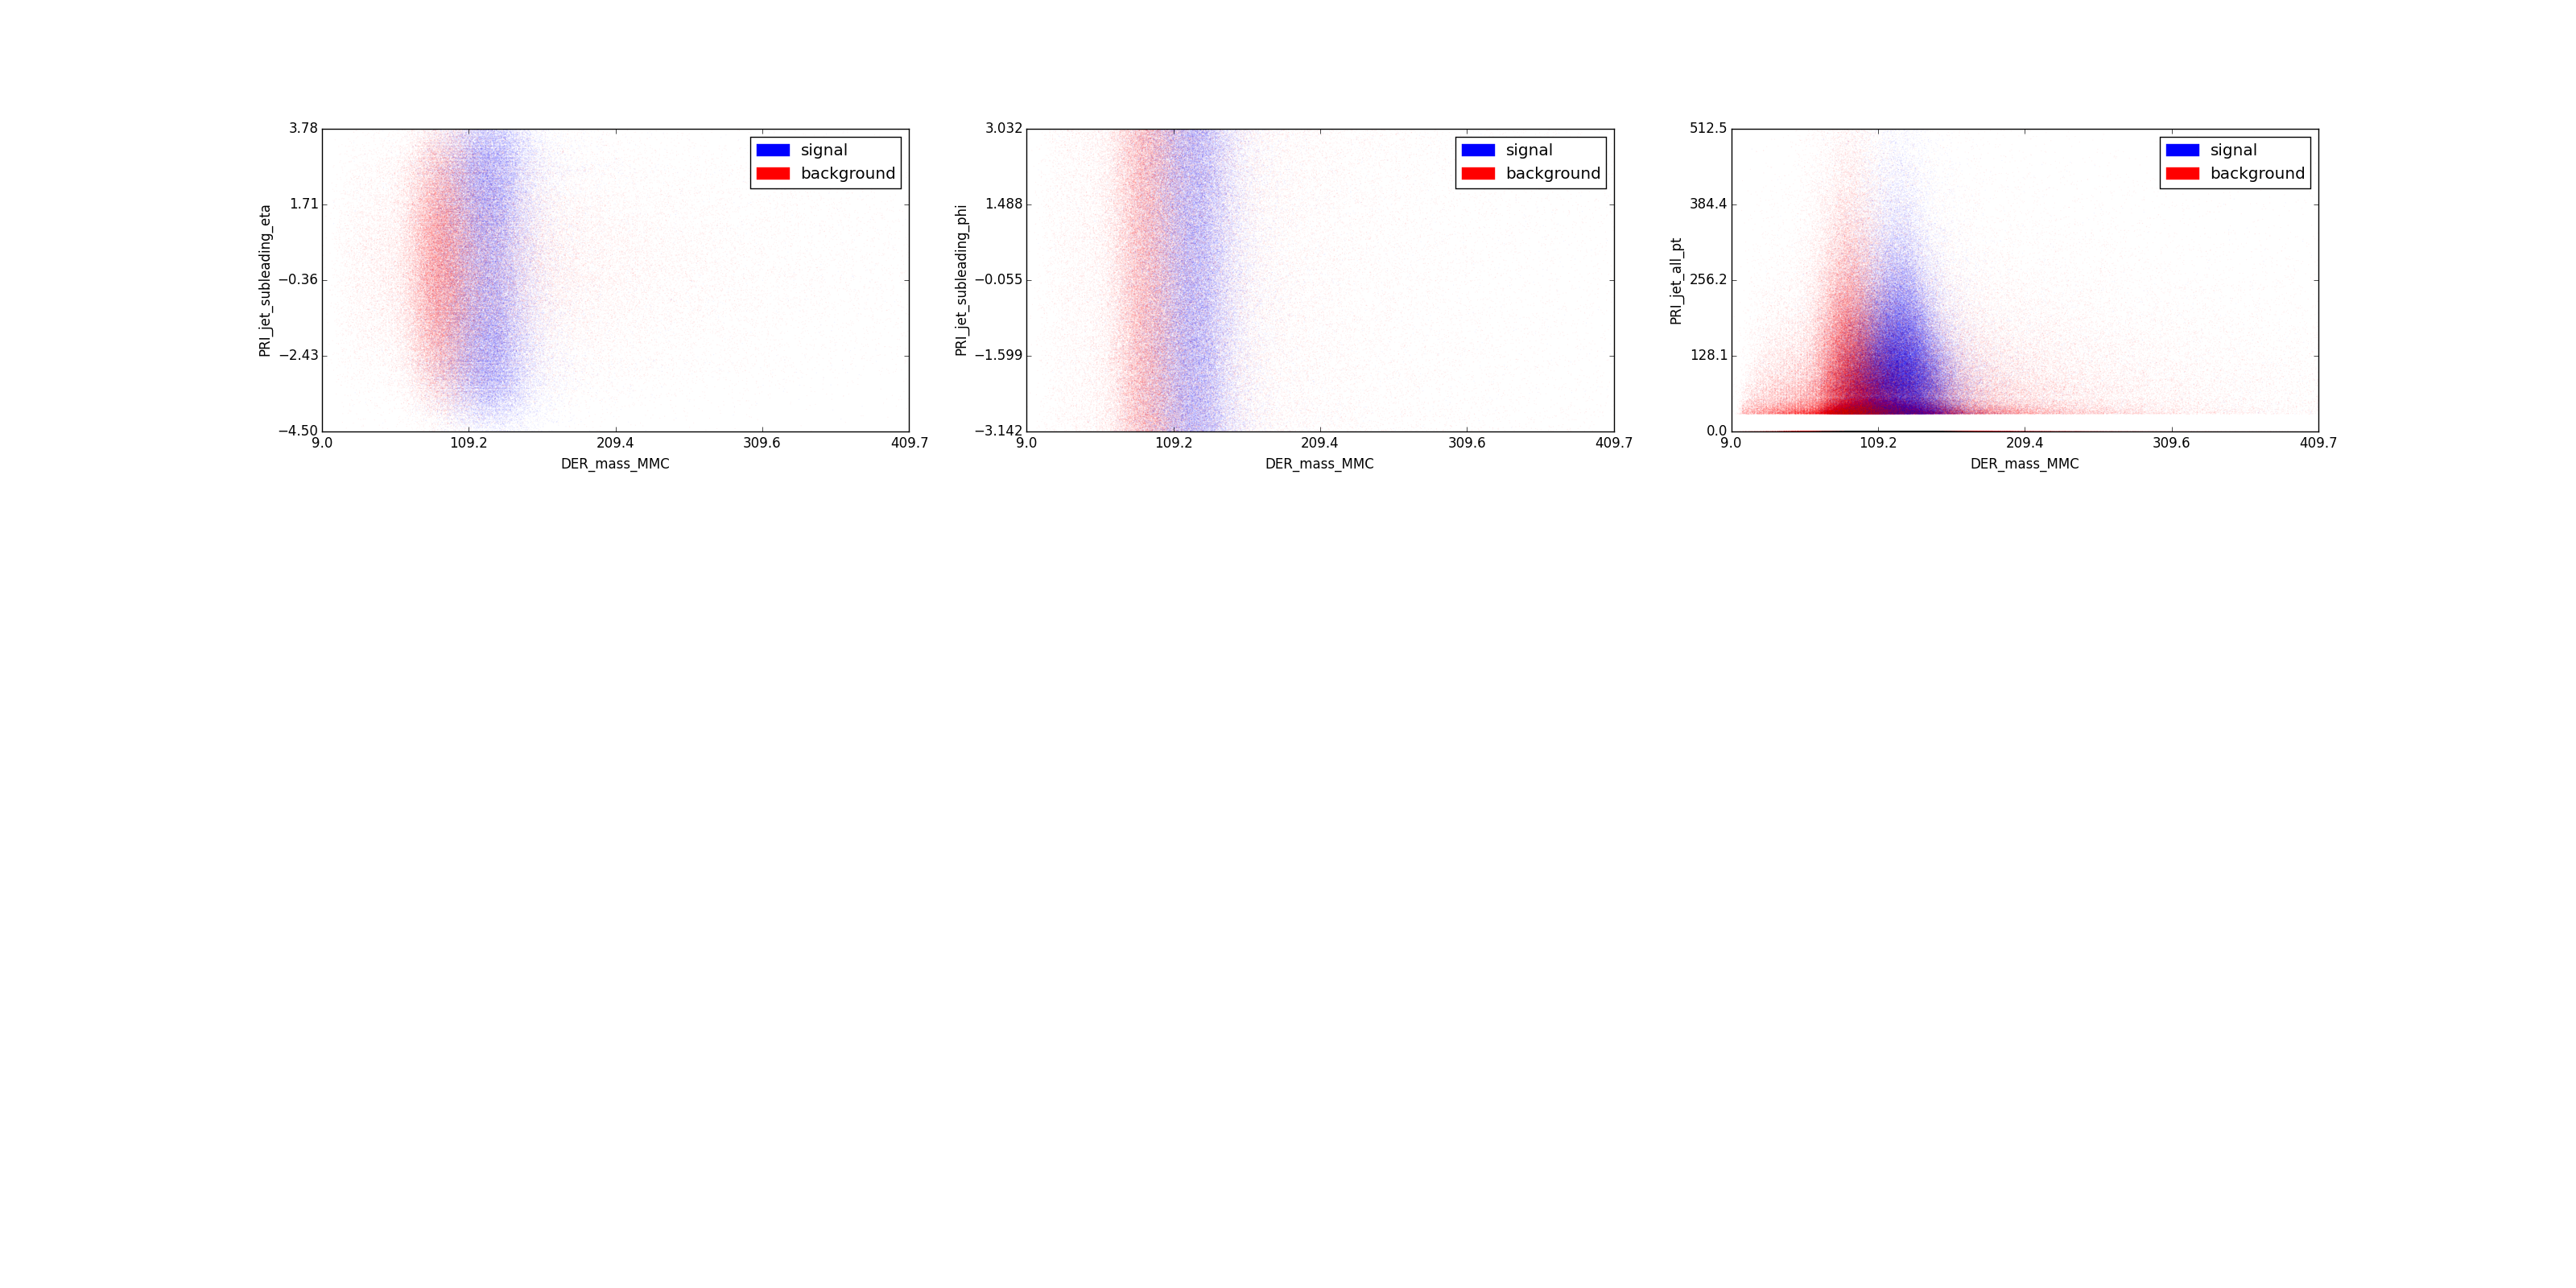 3.78
1.71
−0.36
−2.43
−4.50
PRI_jet_subleading_eta
signal
background
9.0 109.2 209.4 309.6 409.7
DER_mass_MMC
3.032
1.488
−0.055
−1.599
−3.142
PRI_jet_subleading_phi
signal
background
9.0 109.2 209.4 309.6 409.7
DER_mass_MMC
512.5
384.4
256.2
128.1
0.0
PRI_jet_all_pt
signal
background
9.0 109.2 209.4 309.6 409.7
DER_mass_MMC